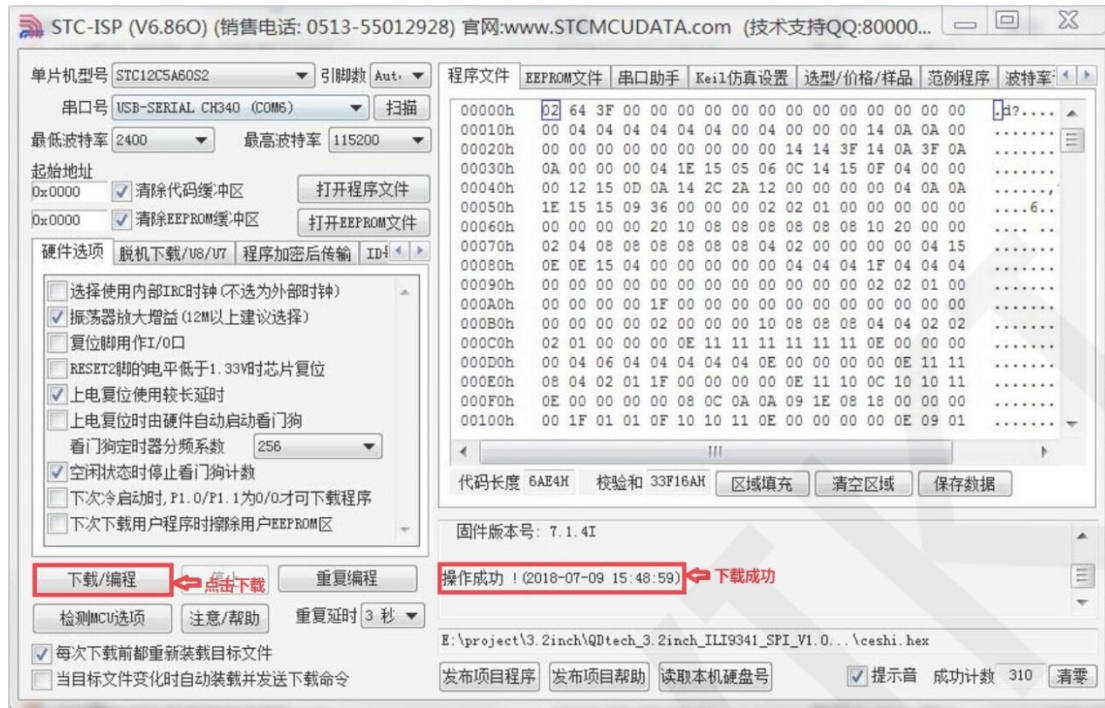 STC-ISP (V6.86O) (销售电话: 0513-55012928) 官网:www.STCMCUDATA.com (技术支持QQ:80000...
单片机型号 STC12C5A60S2 引脚数 Aut
串口号 USB-SERIAL CH340 (COM6) 扫描
最低波特率 2400 最高波特率 115200
起始地址
0x0000 清除代码缓冲区 打开程序文件
0x0000 清除EEPROM缓冲区 打开EEPROM文件
硬件选项 脱机下载/U8/U7 程序加密后传输
选择使用内部IRC时钟(不选为外部时钟)
振荡器放大增益(12M以上建议选择)
复位脚用作I/O口
RESET2脚的电平低于1.33V时芯片复位
上电复位使用较长延时
上电复位时由硬件自动启动看门狗
看门狗定时器分频系数 256
空闲状态时停止看门狗计数
下次冷启动时,P1.0/P1.1为0/0才可下载程序
下次下载用户程序时擦除用户EEPROM区
下载/编程 点击下载 重复编程
检测MCU选项 注意/帮助 重复延时 3 秒
每次下载前都重新装载目标文件
当目标文件变化时自动装载并发送下载命令
程序文件 EEPROM文件 串口助手 Keil仿真设置 选型/价格/样品 范例程序 波特率
00000h 02 64 3F 00 00 00 00 00 00 00 00 00 00 00 00 00 .d?....
00010h 00 04 04 04 04 04 04 00 04 00 00 00 14 0A 0A 00 .......
00020h 00 00 00 00 00 00 00 00 00 14 14 3F 14 0A 3F 0A .......
00030h 0A 00 00 00 04 1E 15 05 06 0C 14 15 0F 04 00 00 .......
00040h 00 12 15 0D 0A 14 2C 2A 12 00 00 00 00 04 0A 0A ......,
00050h 1E 15 15 09 36 00 00 00 02 02 01 00 00 00 00 00 ....6..
00060h 00 00 00 00 20 10 08 08 08 08 08 08 10 20 00 00 .... ..
00070h 02 04 08 08 08 08 08 08 04 02 00 00 00 00 04 15 .......
00080h 0E 0E 15 04 00 00 00 00 00 04 04 04 1F 04 04 04 .......
00090h 00 00 00 00 00 00 00 00 00 00 00 00 02 02 01 00 .......
000A0h 00 00 00 00 1F 00 00 00 00 00 00 00 00 00 00 00 .......
000B0h 00 00 00 00 02 00 00 00 10 08 08 08 04 04 02 02 .......
000C0h 02 01 00 00 00 0E 11 11 11 11 11 11 0E 00 00 00 .......
000D0h 00 04 06 04 04 04 04 04 0E 00 00 00 00 0E 11 11 .......
000E0h 08 04 02 01 1F 00 00 00 00 0E 11 10 0C 10 10 11 .......
000F0h 0E 00 00 00 00 08 0C 0A 0A 09 1E 08 18 00 00 00 .......
00100h 00 1F 01 01 0F 10 10 11 0E 00 00 00 00 0E 09 01 .......
代码长度 6AE4H 校验和 33F16AH 区域填充 清空区域 保存数据
固件版本号: 7.1.4I
操作成功 !(2018-07-09 15:48:59) 下载成功
E:\project\3.2inch\QDtech_3.2inch_ILI9341_SPI_V1.0...\ceshi.hex
发布项目程序 发布项目帮助 读取本机硬盘号 提示音 成功计数 310 清零